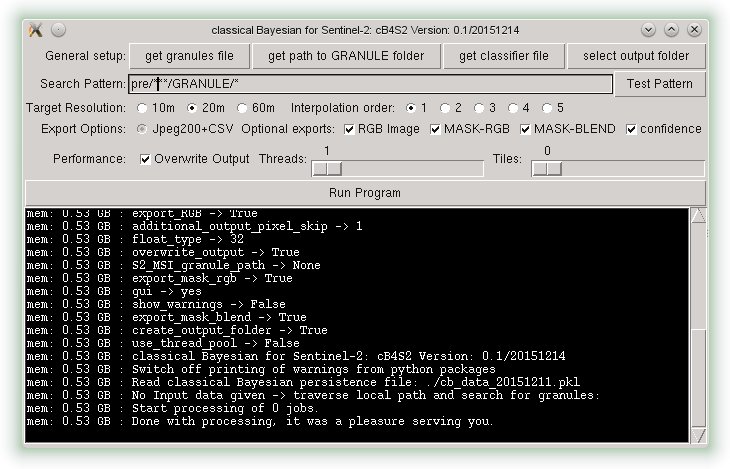 classical Bayesian for Sentinel-2: cB4S2 Version: 0.1/20151214
General setup: get granules file get path to GRANULE folder get classifier file select output folder
Search Pattern: pre/***/GRANULE/* Test Pattern
Target Resolution: 10m 20m 60m Interpolation order: 1 2 3 4 5
Export Options: Jpeg200+CSV Optional exports: RGB Image MASK-RGB MASK-BLEND confidence
1 0
Performance: Overwrite Output Threads: Tiles:
Run Program
mem: 0.53 GB : export_RGB -> True
mem: 0.53 GB : additional_output_pixel_skip -> 1
mem: 0.53 GB : float_type -> 32
mem: 0.53 GB : overwrite_output -> True
mem: 0.53 GB : S2_MSI_granule_path -> None
mem: 0.53 GB : export_mask_rgb -> True
mem: 0.53 GB : gui -> yes
mem: 0.53 GB : show_warnings -> False
mem: 0.53 GB : export_mask_blend -> True
mem: 0.53 GB : create_output_folder -> True
mem: 0.53 GB : use_thread_pool -> False
mem: 0.53 GB : classical Bayesian for Sentinel-2: cB4S2 Version: 0.1/20151214
mem: 0.53 GB : Switch off printing of warnings from python packages
mem: 0.53 GB : Read classical Bayesian persistence file: ./cb_data_20151211.pkl
mem: 0.53 GB : No Input data given -> traverse local path and search for granules:
mem: 0.53 GB : Start processing of 0 jobs.
mem: 0.53 GB : Done with processing, it was a pleasure serving you.